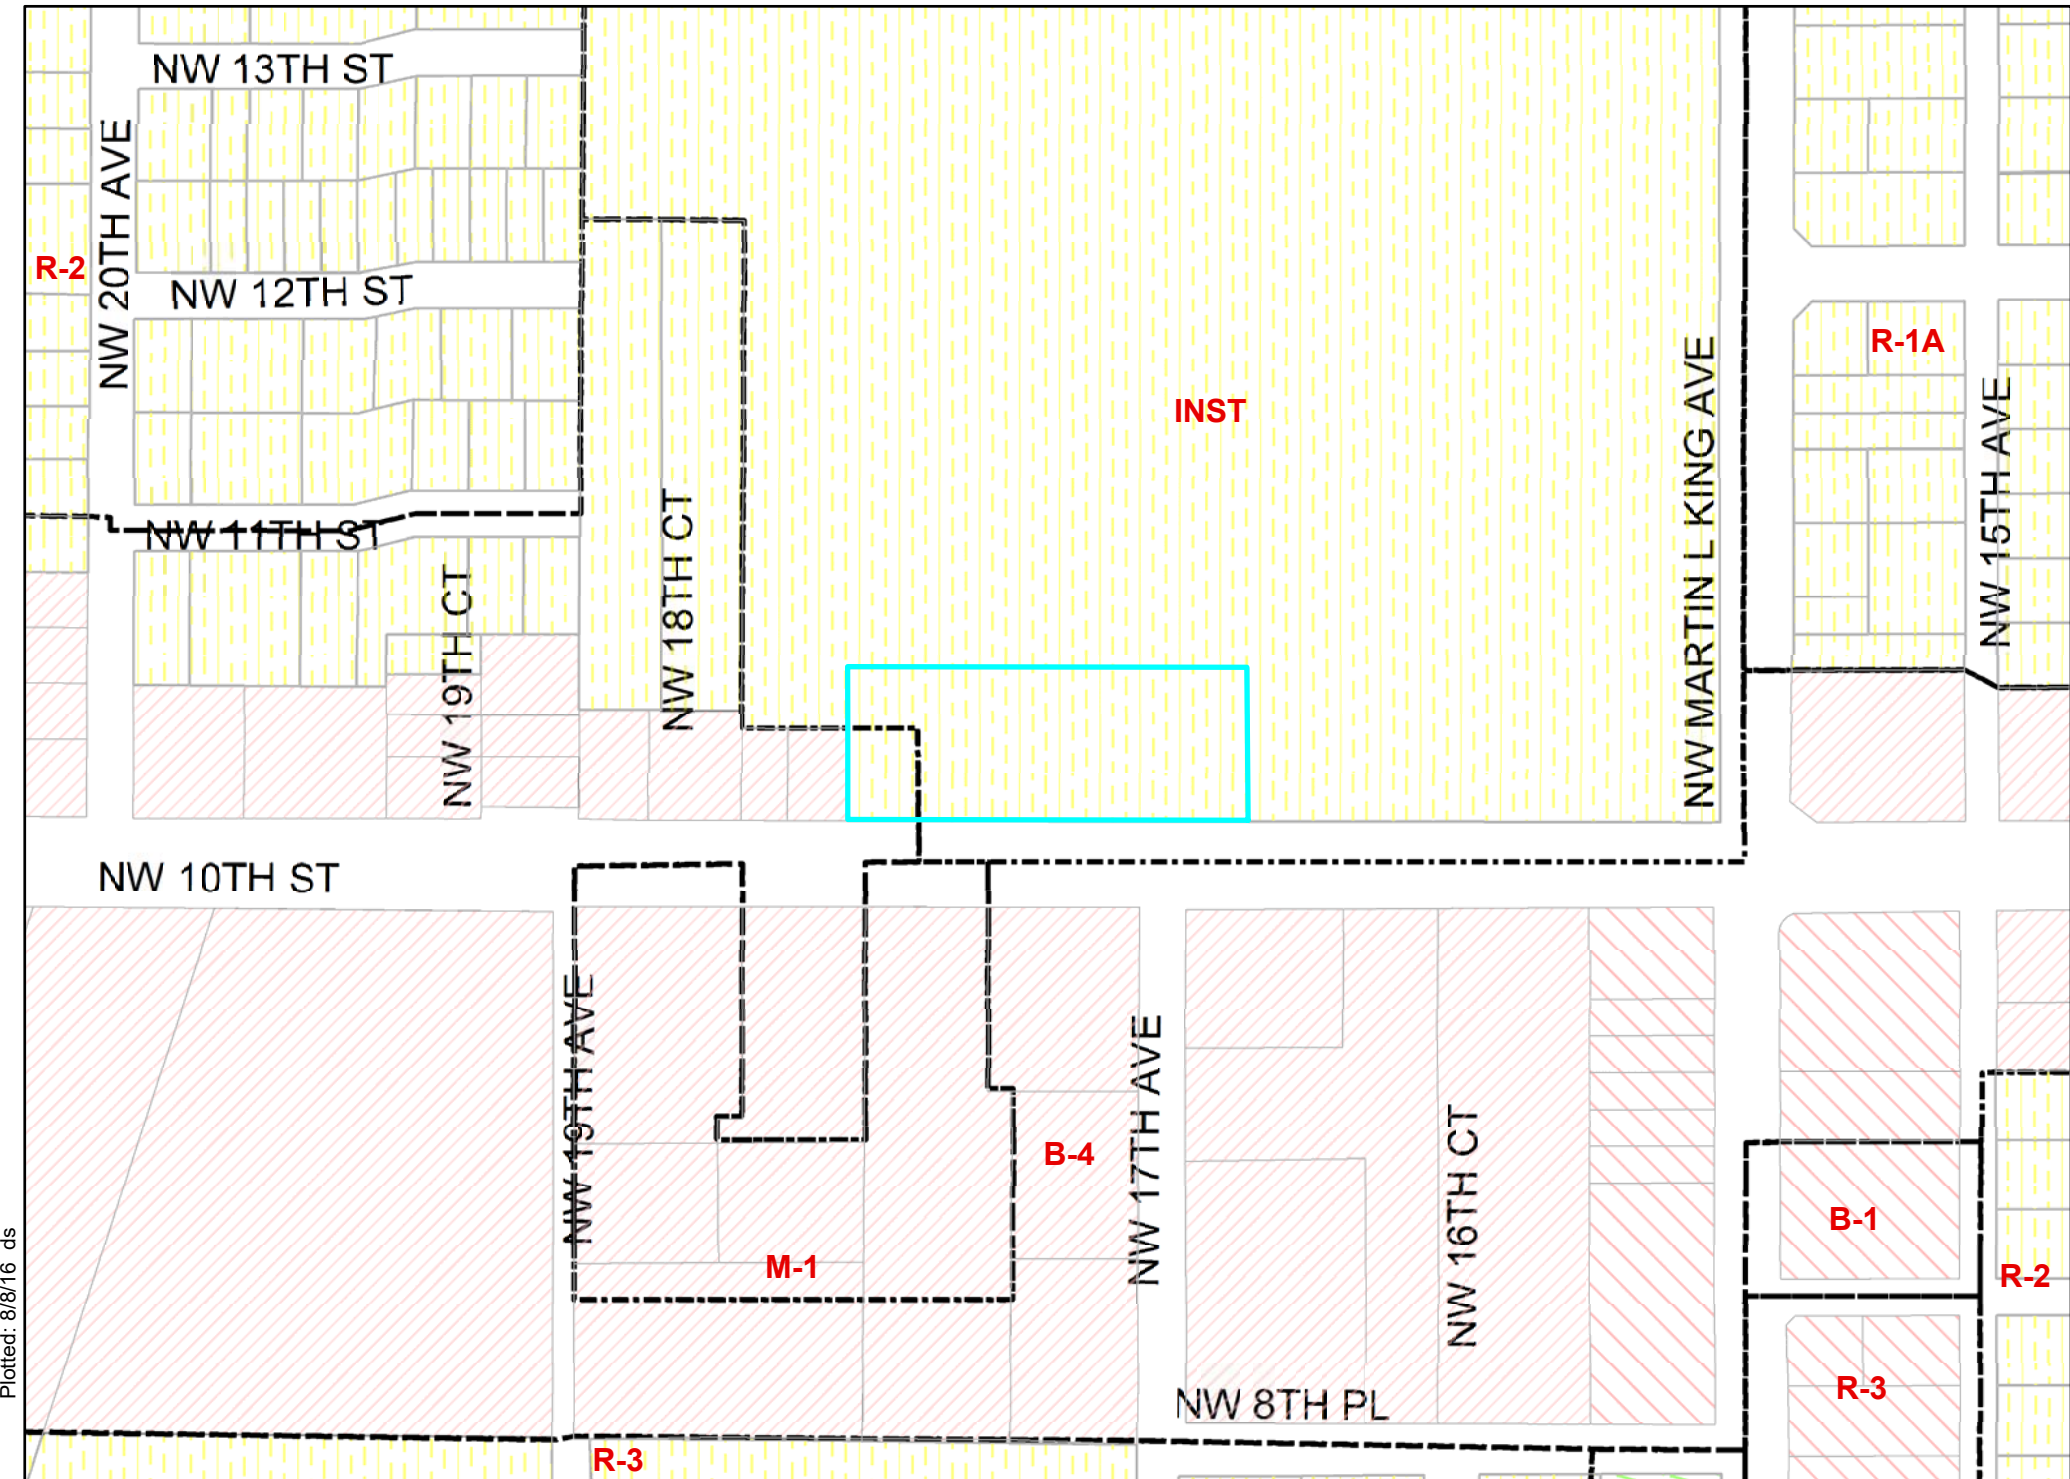 NW 13TH ST
NW 20TH AVE
R-2
NW 12TH ST
R-1A
NW MARTIN L KING AVE
INST
NW 15TH AVE
NW 18TH CT
NW 11TH ST
NW 19TH CT
NW 10TH ST
NW 19TH AVE
NW 17TH AVE
B-4
NW 16TH CT
B-1
M-1
R-2
Plotted: 8/8/16 ds
R-3
NW 8TH PL
R-3